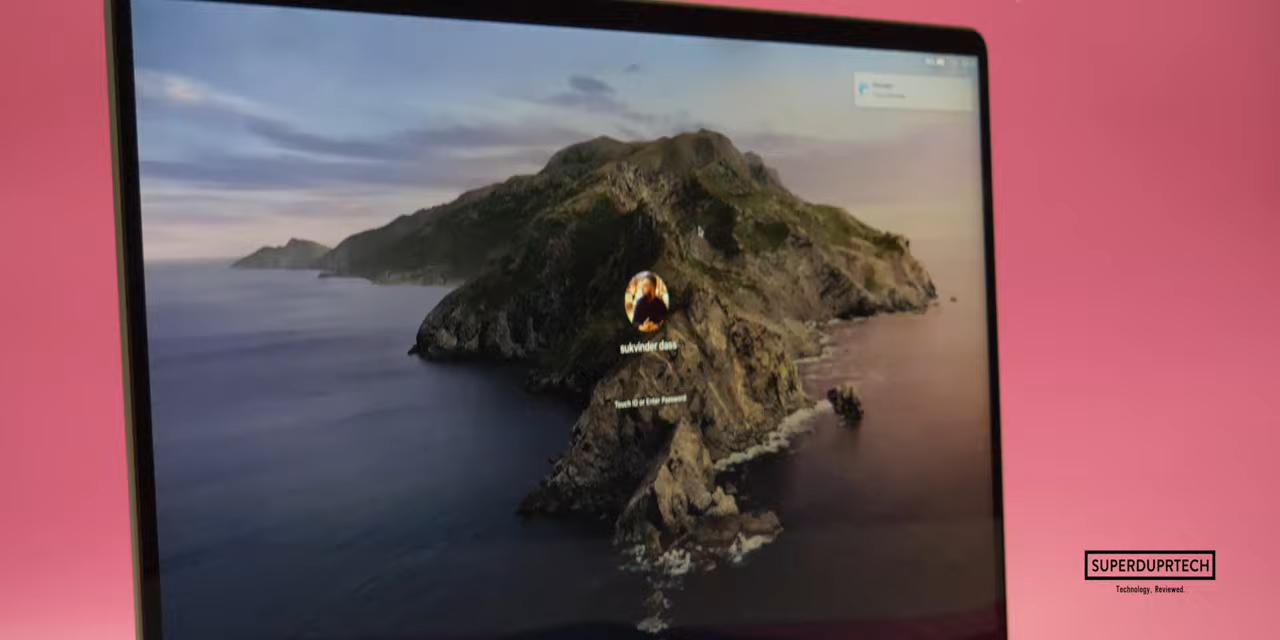 sukvinder dass
Touch ID or Enter Password
SUPERDUPRTECH
Technology, Reviewed.